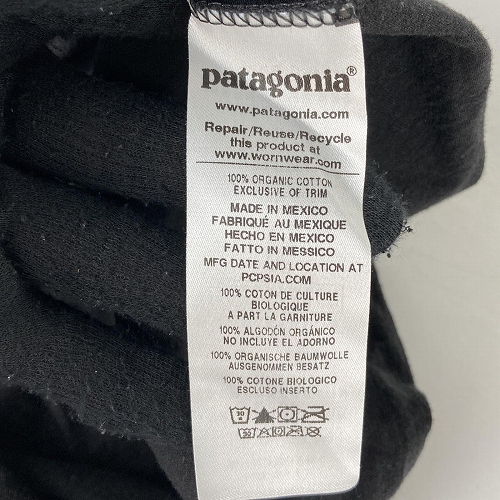 patagonia®
www.patagonia.com
Repair/Reuse/Recycle
this product at
www.wornwear.com
100% ORGANIC COTTON
EXCLUSIVE OF TRIM
MADE IN MEXICO
FABRIQUÉ AU MEXIQUE
HECHO EN MÉXICO
FATTO IN MESSICO
MFG DATE AND LOCATION AT
PCPSIA.COM
100% COTON DE CULTURE
BIOLOGIQUE
A PART LA GARNITURE
100% ALGODÓN ORGÁNICO
NO INCLUYE EL ADORNO
100% ORGANISCHE BAUMWOLLE
AUSGENOMMEN BESATZ
100% COTONE BIOLOGICO
ESCLUSO INSERTO
30